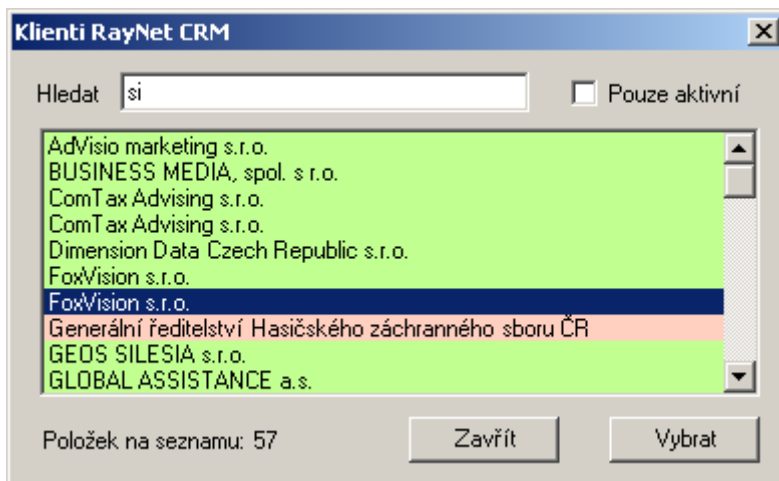 Klienti RayNet CRM
Hledat si Pouze aktivní
AdVisio marketing s.r.o.
BUSINESS MEDIA, spol. s r.o.
ComTax Advising s.r.o.
ComTax Advising s.r.o.
Dimension Data Czech Republic s.r.o.
FoxVision s.r.o.
FoxVision s.r.o.
Generální ředitelství Hasičského záchranného sboru ČR
GEOS SILESIA s.r.o.
GLOBAL ASSISTANCE a.s.
Položek na seznamu: 57 Zavřít Vybrat